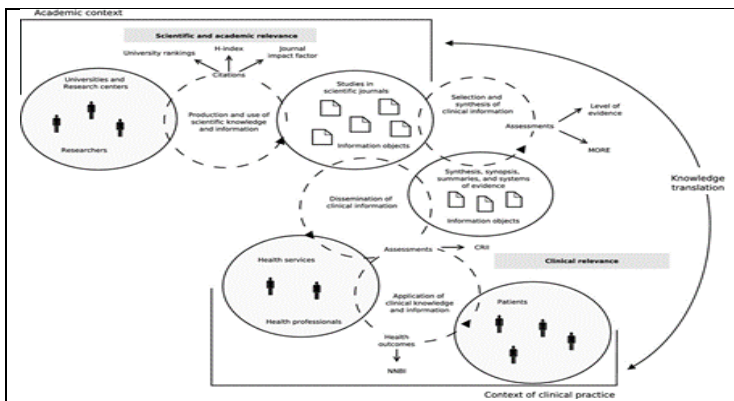 Academic context
Scientific and academic relevance
H-index
University rankings
Journal
impact factor
Citations
Universities and
Research centers
Researchers
Production and use of
scientific knowledge
and information
Studies in
scientific journals
Information objects
Selection and
synthesis of
clinical information
Assessments
Level of
evidence
MORE
Knowledge
translation
Synthesis, synopsis,
summaries, and systems
of evidence
Information objects
Dissemination of
clinical information
Assessments
CRII
Clinical relevance
Health services
Health professionals
Application of
clinical knowledge
and information
Patients
Health
outcomes
NNBI
Context of clinical practice